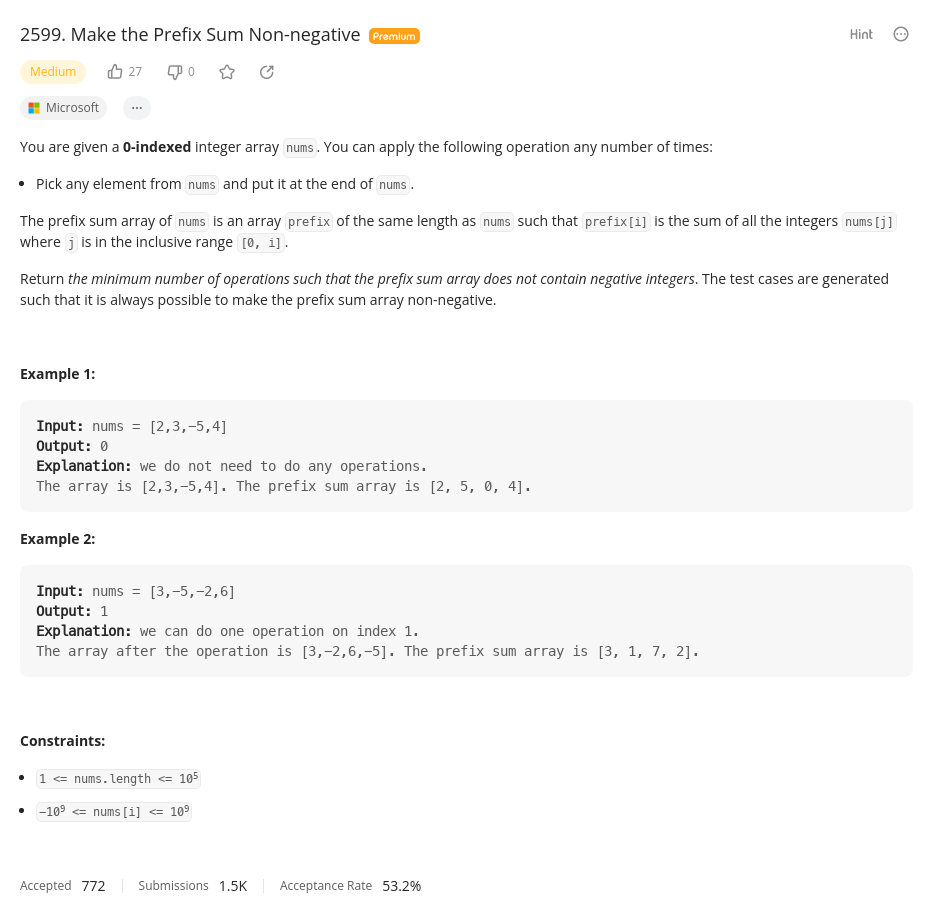 2599. Make the Prefix Sum Non-negative Premium Hint
Medium 27 0
Microsoft ...
You are given a 0-indexed integer array nums. You can apply the following operation any number of times:
• Pick any element from nums and put it at the end of nums.
The prefix sum array of nums is an array prefix of the same length as nums such that prefix[i] is the sum of all the integers nums[j]
where j is in the inclusive range [0, i].
Return the minimum number of operations such that the prefix sum array does not contain negative integers. The test cases are generated
such that it is always possible to make the prefix sum array non-negative.
Example 1:
Input: nums = [2,3,-5,4]
Output: 0
Explanation: we do not need to do any operations.
The array is [2,3,-5,4]. The prefix sum array is [2, 5, 0, 4].
Example 2:
Input: nums = [3,-5,-2,6]
Output: 1
Explanation: we can do one operation on index 1.
The array after the operation is [3,-2,6,-5]. The prefix sum array is [3, 1, 7, 2].
Constraints:
• 1 <= nums.length <= 10⁵
• -10⁹ <= nums[i] <= 10⁹
Accepted 772 Submissions 1.5K Acceptance Rate 53.2%